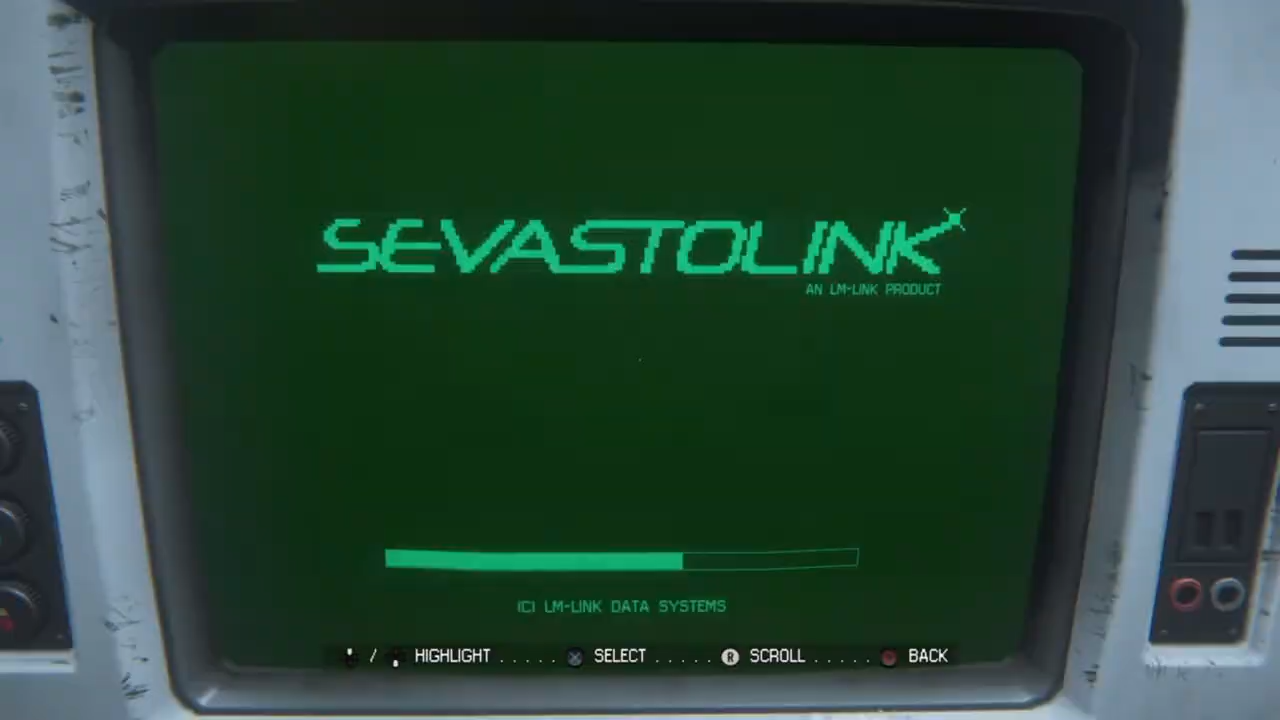 SEVASTOLINK
AN LM-LINK PRODUCT
(C) LM-LINK DATA SYSTEMS
/ HIGHLIGHT ..... SELECT ..... R SCROLL ..... BACK